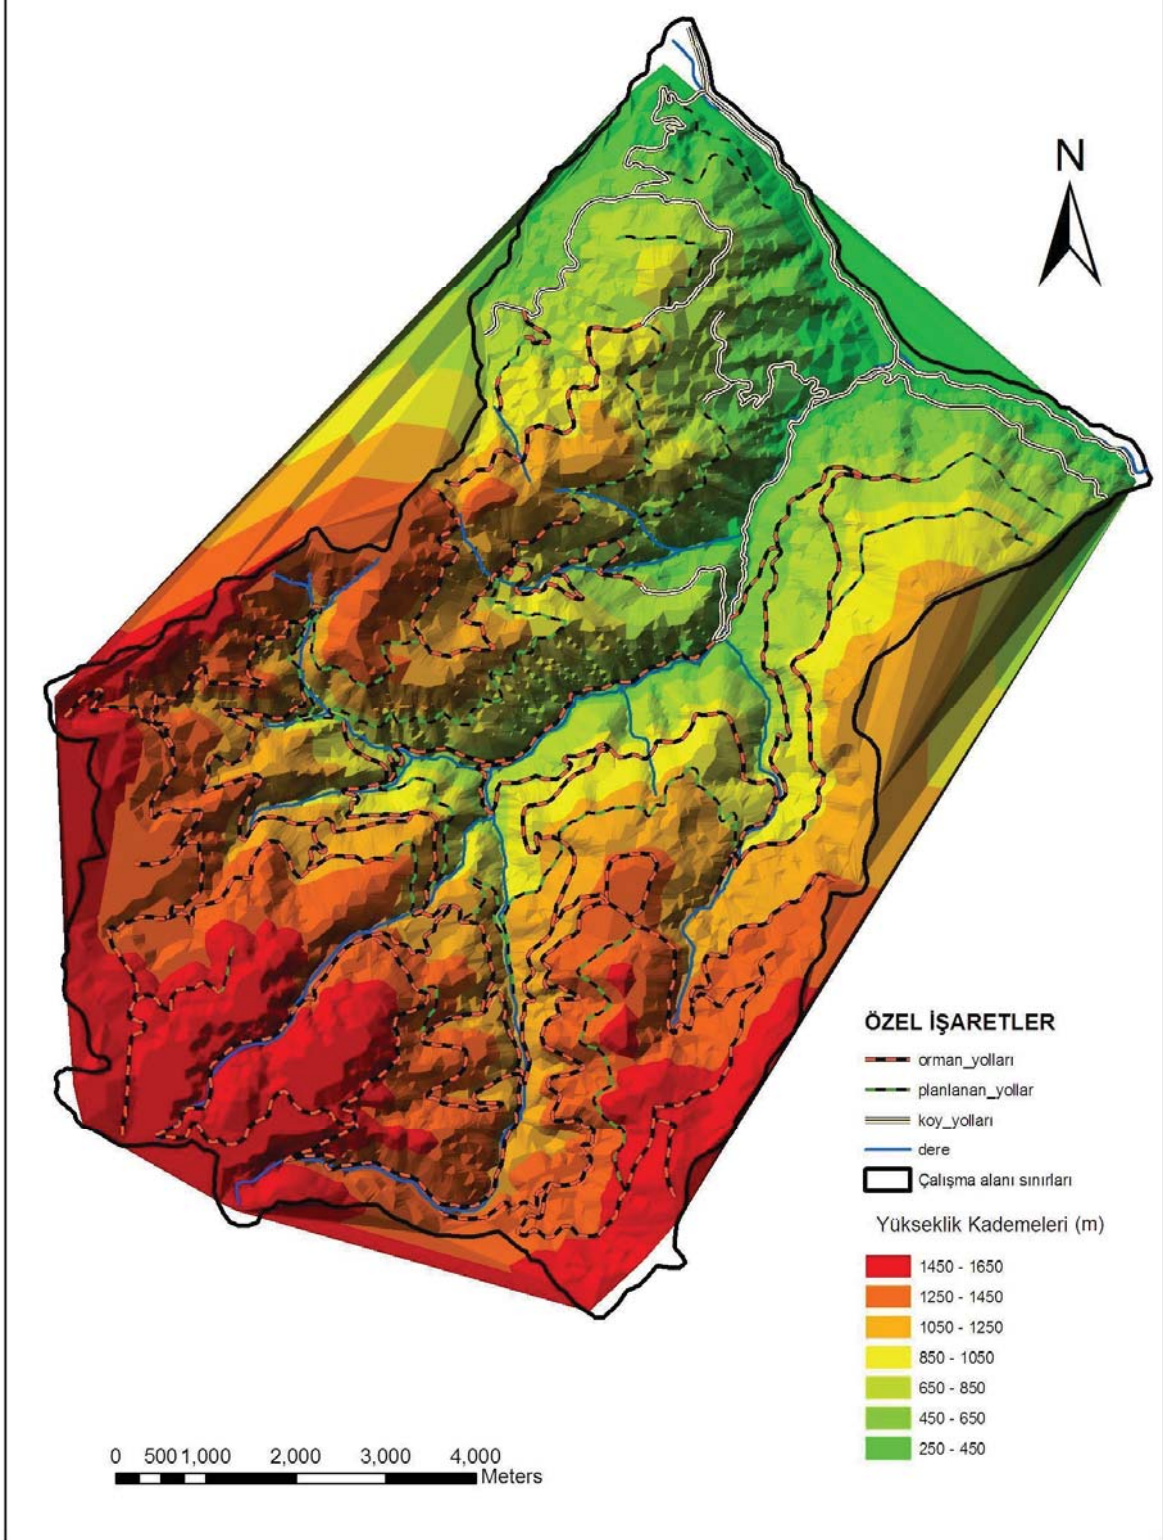 N
ÖZEL İŞARETLER
orman_yolları
planlanan_yollar
koy_yolları
dere
Çalışma alanı sınırları
Yükseklik Kademeleri (m)
1450 - 1650
1250 - 1450
1050 - 1250
850 - 1050
650 - 850
450 - 650
250 - 450
0 500 1,000 2,000 3,000 4,000
Meters